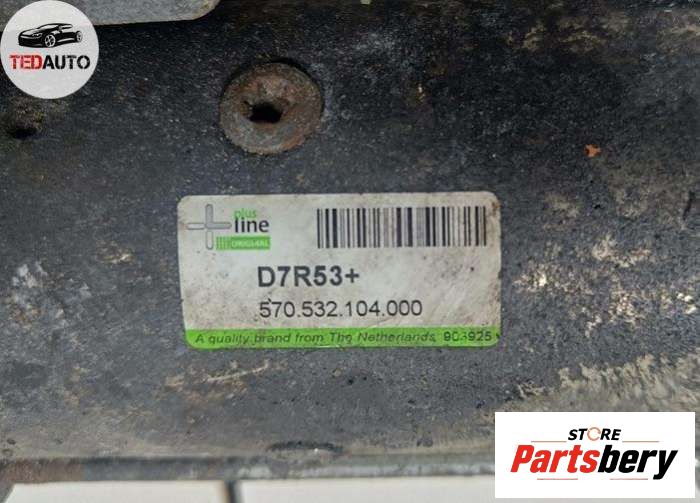 TEDAUTO
plus
line
ORIGINAL
D7R53+
570.532.104.000
A quality brand from The Netherlands 903925
STORE
Partsbery